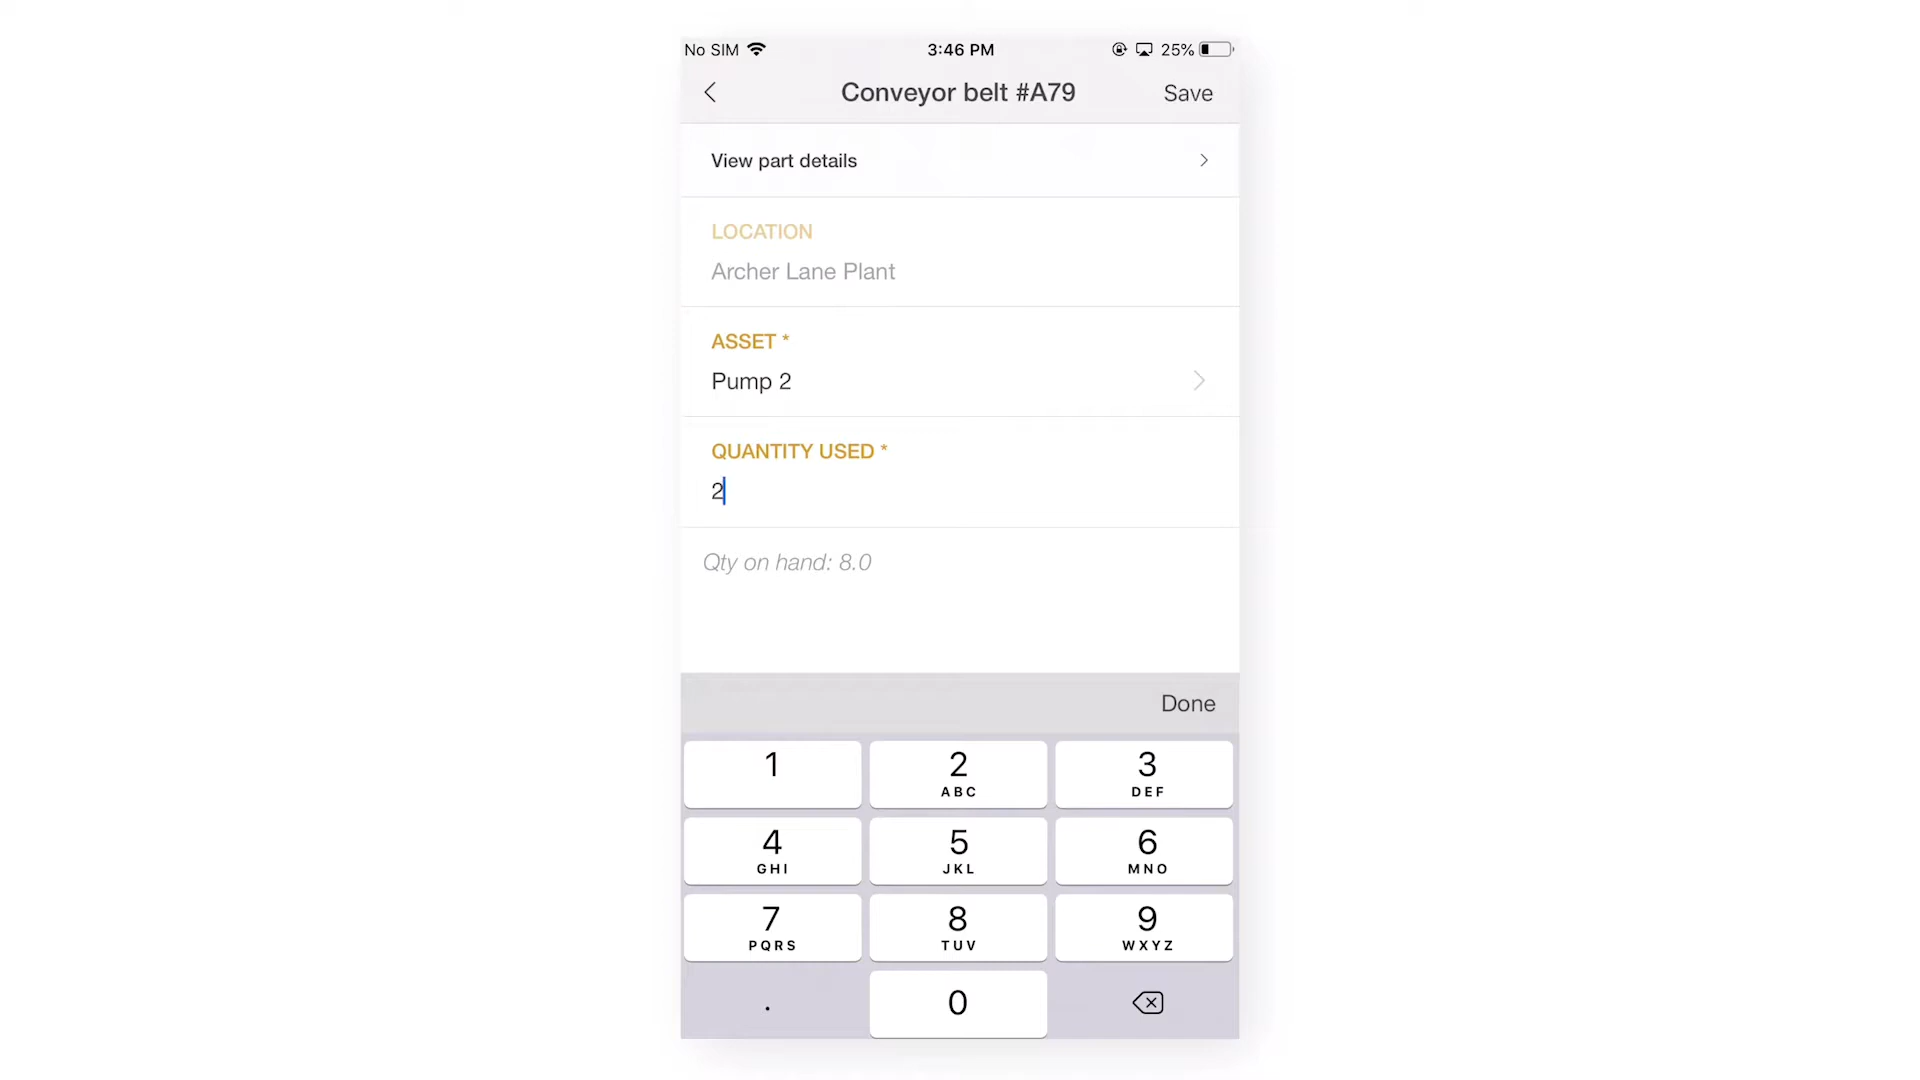 No SIM 3:46 PM 25%
Conveyor belt #A79 Save
View part details
LOCATION
Archer Lane Plant
ASSET *
Pump 2
QUANTITY USED *
2
Qty on hand: 8.0
Done
1 2 3
ABC DEF
4 5 6
GHI JKL MNO
7 8 9
PQRS TUV WXYZ
. 0